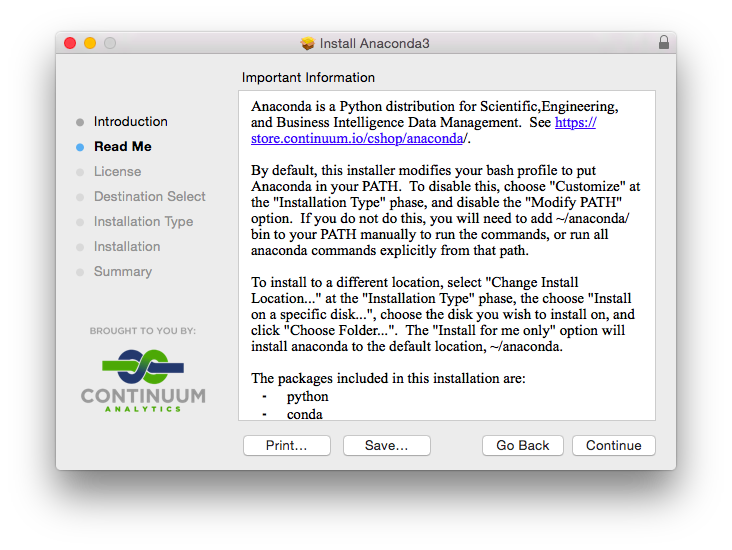 Install Anaconda3
Important Information
Introduction
Read Me
License
Destination Select
Installation Type
Installation
Summary
BROUGHT TO YOU BY:
CONTINUUM
ANALYTICS
Anaconda is a Python distribution for Scientific,Engineering,
and Business Intelligence Data Management.  See https://
store.continuum.io/cshop/anaconda/.
By default, this installer modifies your bash profile to put
Anaconda in your PATH.  To disable this, choose "Customize" at
the "Installation Type" phase, and disable the "Modify PATH"
option.  If you do not do this, you will need to add ~/anaconda/
bin to your PATH manually to run the commands, or run all
anaconda commands explicitly from that path.
To install to a different location, select "Change Install
Location..." at the "Installation Type" phase, the choose "Install
on a specific disk...", choose the disk you wish to install on, and
click "Choose Folder...".  The "Install for me only" option will
install anaconda to the default location, ~/anaconda.
The packages included in this installation are:
- python
- conda
Print...
Save...
Go Back
Continue